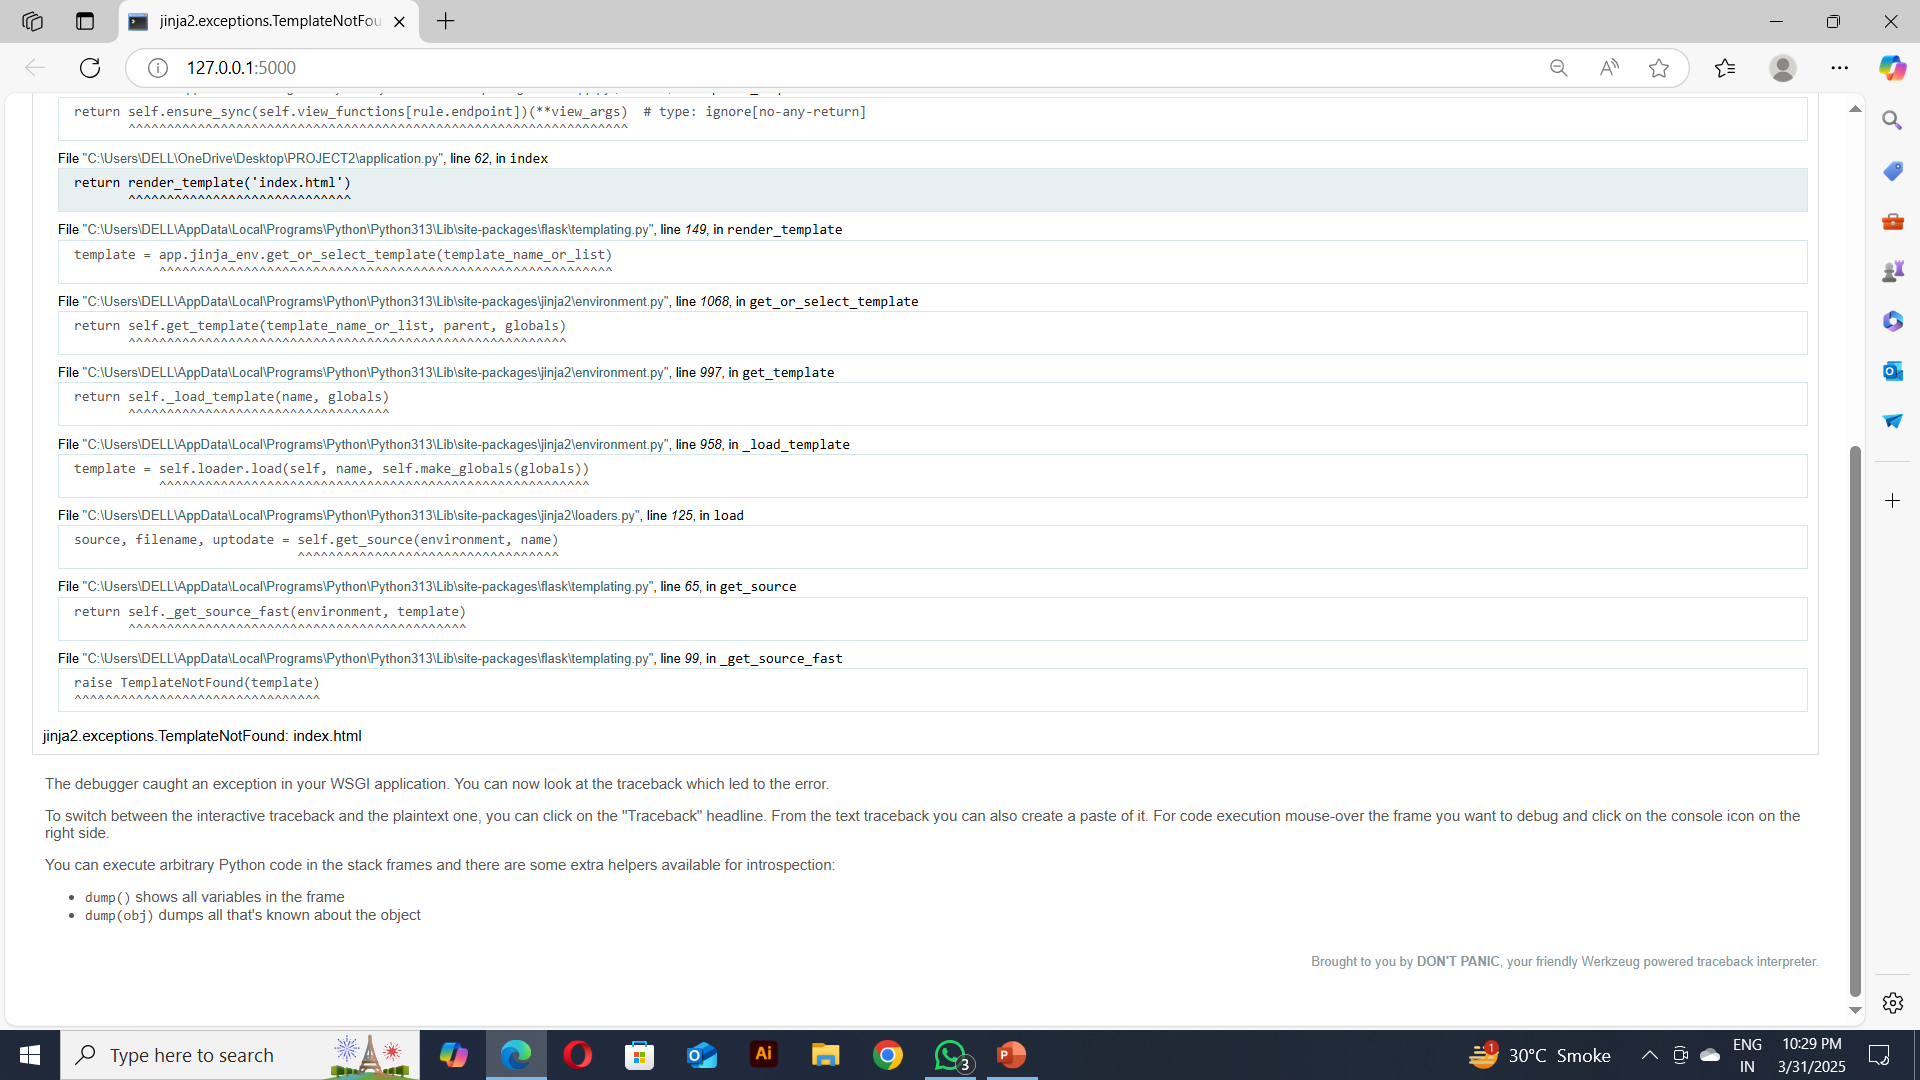 jinja2.exceptions.TemplateNotFou
127.0.0.1:5000
return self.ensure_sync(self.view_functions[rule.endpoint])(**view_args)  # type: ignore[no-any-return]
^^^^^^^^^^^^^^^^^^^^^^^^^^^^^^^^^^^^^^^^^^^^^^^^^^^^^^^^^^^^^^^^^
File "C:\Users\DELL\OneDrive\Desktop\PROJECT2\application.py", line 62, in index
return render_template('index.html')
^^^^^^^^^^^^^^^^^^^^^^^^^^^^^
File "C:\Users\DELL\AppData\Local\Programs\Python\Python313\Lib\site-packages\flask\templating.py", line 149, in render_template
template = app.jinja_env.get_or_select_template(template_name_or_list)
^^^^^^^^^^^^^^^^^^^^^^^^^^^^^^^^^^^^^^^^^^^^^^^^^^^^^^^^^^^
File "C:\Users\DELL\AppData\Local\Programs\Python\Python313\Lib\site-packages\jinja2\environment.py", line 1068, in get_or_select_template
return self.get_template(template_name_or_list, parent, globals)
^^^^^^^^^^^^^^^^^^^^^^^^^^^^^^^^^^^^^^^^^^^^^^^^^^^^^^^^^
File "C:\Users\DELL\AppData\Local\Programs\Python\Python313\Lib\site-packages\jinja2\environment.py", line 997, in get_template
return self._load_template(name, globals)
^^^^^^^^^^^^^^^^^^^^^^^^^^^^^^^^^^
File "C:\Users\DELL\AppData\Local\Programs\Python\Python313\Lib\site-packages\jinja2\environment.py", line 958, in _load_template
template = self.loader.load(self, name, self.make_globals(globals))
^^^^^^^^^^^^^^^^^^^^^^^^^^^^^^^^^^^^^^^^^^^^^^^^^^^^^^^^
File "C:\Users\DELL\AppData\Local\Programs\Python\Python313\Lib\site-packages\jinja2\loaders.py", line 125, in load
source, filename, uptodate = self.get_source(environment, name)
^^^^^^^^^^^^^^^^^^^^^^^^^^^^^^^^^^
File "C:\Users\DELL\AppData\Local\Programs\Python\Python313\Lib\site-packages\flask\templating.py", line 65, in get_source
return self._get_source_fast(environment, template)
^^^^^^^^^^^^^^^^^^^^^^^^^^^^^^^^^^^^^^^^^^^^
File "C:\Users\DELL\AppData\Local\Programs\Python\Python313\Lib\site-packages\flask\templating.py", line 99, in _get_source_fast
raise TemplateNotFound(template)
^^^^^^^^^^^^^^^^^^^^^^^^^^^^^^^^
jinja2.exceptions.TemplateNotFound: index.html
The debugger caught an exception in your WSGI application. You can now look at the traceback which led to the error.
To switch between the interactive traceback and the plaintext one, you can click on the "Traceback" headline. From the text traceback you can also create a paste of it. For code execution mouse-over the frame you want to debug and click on the console icon on the
right side.
You can execute arbitrary Python code in the stack frames and there are some extra helpers available for introspection:
• dump() shows all variables in the frame
• dump(obj) dumps all that's known about the object
Brought to you by DON'T PANIC, your friendly Werkzeug powered traceback interpreter.
Type here to search
Ai
3
P
1
30°C Smoke
ENG
IN
10:29 PM
3/31/2025